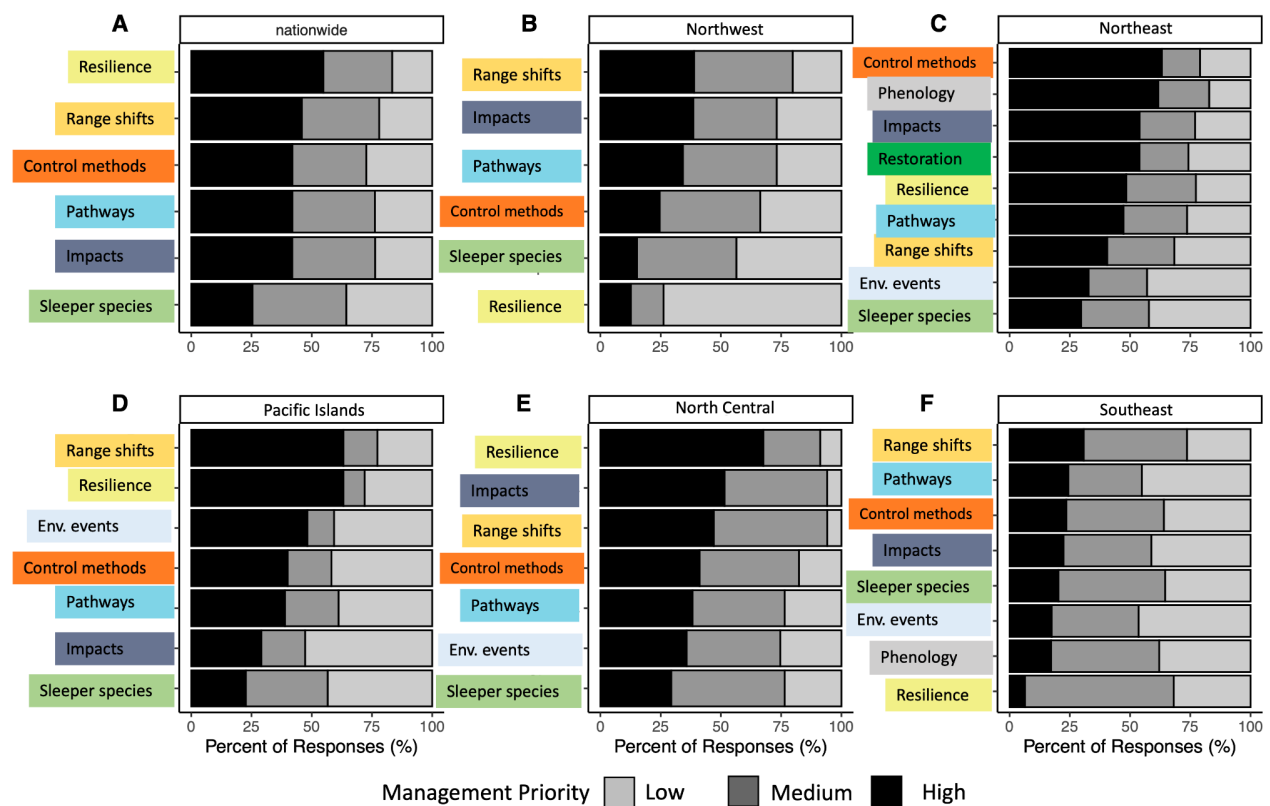 A
nationwide
Resilience
Range shifts
Control methods
Pathways
Impacts
Sleeper species
0 25 50 75 100
B
Northwest
Range shifts
Impacts
Pathways
Control methods
Sleeper species
Resilience
0 25 50 75 100
C
Northeast
Control methods
Phenology
Impacts
Restoration
Resilience
Pathways
Range shifts
Env. events
Sleeper species
0 25 50 75 100
D
Pacific Islands
Range shifts
Resilience
Env. events
Control methods
Pathways
Impacts
Sleeper species
0 25 50 75 100
Percent of Responses (%)
E
North Central
Resilience
Impacts
Range shifts
Control methods
Pathways
Env. events
Sleeper species
0 25 50 75 100
Percent of Responses (%)
F
Southeast
Range shifts
Pathways
Control methods
Impacts
Sleeper species
Env. events
Phenology
Resilience
0 25 50 75 100
Percent of Responses (%)
Management Priority Low Medium High